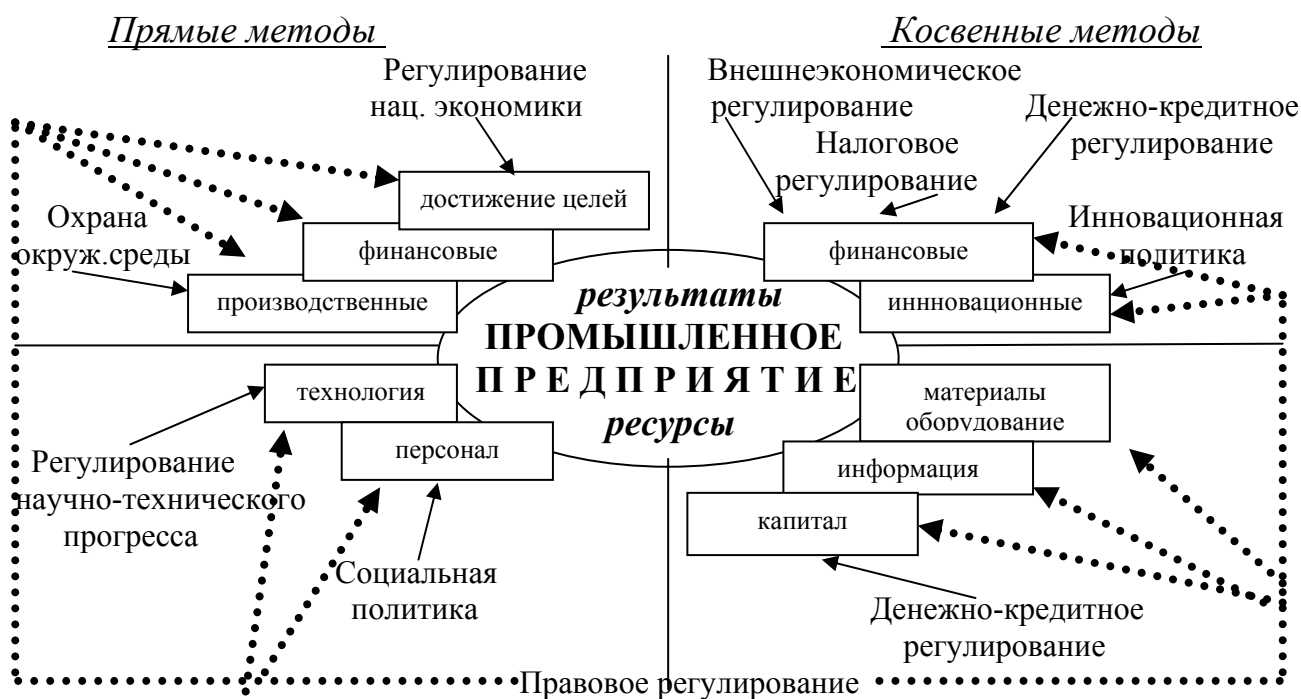 Прямые методы
Косвенные методы
Регулирование
нац. экономики
Внешнеэкономическое
регулирование
Денежно-кредитное
регулирование
Налоговое
регулирование
достижение целей
Охрана
окруж.среды
финансовые
производственные
финансовые
Инновационная
политика
иннновационные
результаты
ПРОМЫШЛЕННОЕ
П Р Е Д П Р И Я Т И Е
ресурсы
технология
персонал
Регулирование
научно-технического
прогресса
Социальная
политика
материалы
оборудование
информация
капитал
Денежно-кредитное
регулирование
Правовое регулирование